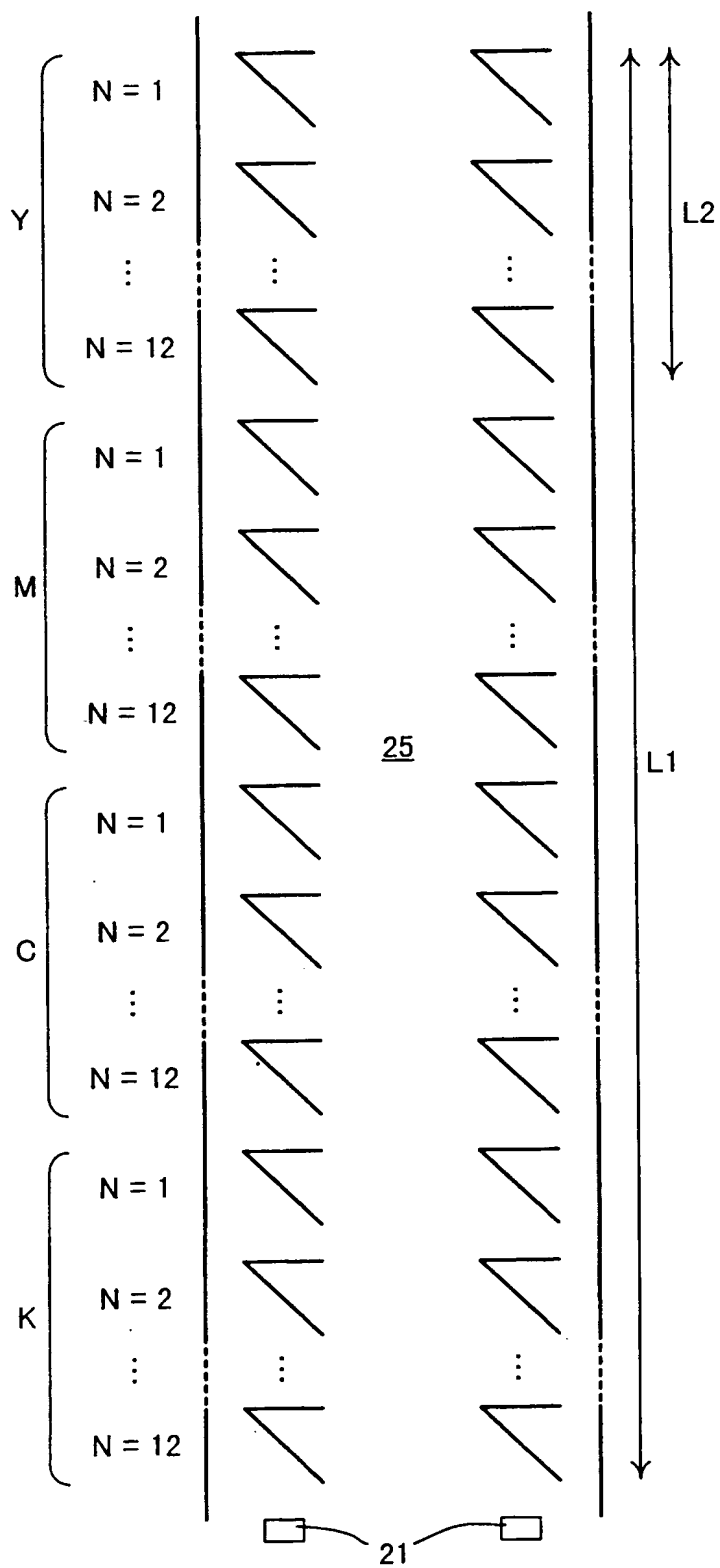 Y
N = 1
N = 2
⋮ ⋮ ⋮
N = 12
M
N = 1
N = 2
⋮ ⋮ ⋮
N = 12
C
N = 1
N = 2
⋮ ⋮ ⋮
N = 12
K
N = 1
N = 2
⋮ ⋮ ⋮
N = 12
25
L2
L1
21